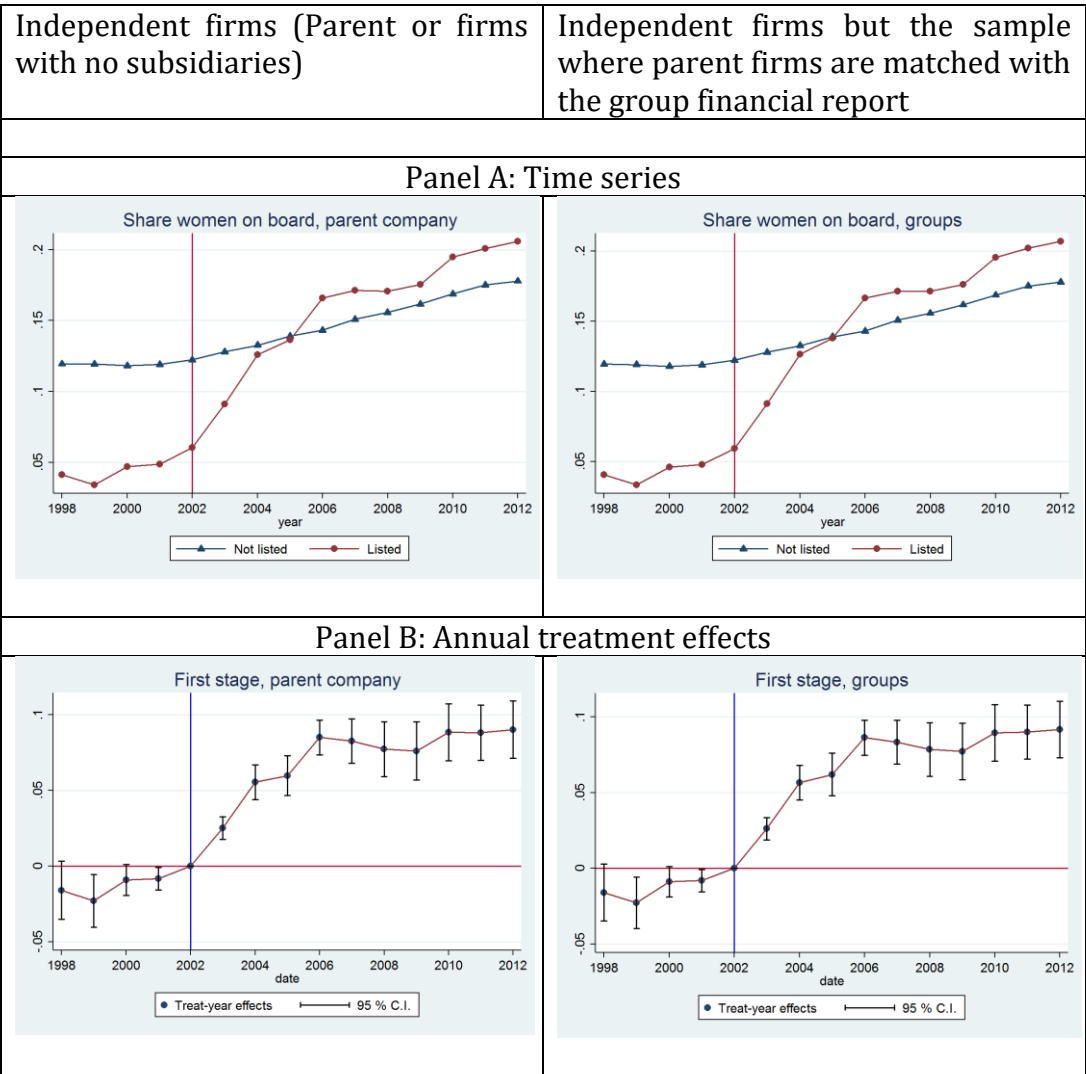 Independent firms (Parent or firms
with no subsidiaries)
Independent firms but the sample
where parent firms are matched with
the group financial report
Panel A: Time series
Share women on board, parent company
.2
.15
.1
.05
1998 2000 2002 2004 2006 2008 2010 2012
year
Not listed Listed
Share women on board, groups
.2
.15
.1
.05
1998 2000 2002 2004 2006 2008 2010 2012
year
Not listed Listed
Panel B: Annual treatment effects
First stage, parent company
.1
.05
0
-.05
1998 2000 2002 2004 2006 2008 2010 2012
date
Treat-year effects 95 % C.I.
First stage, groups
.1
.05
0
-.05
1998 2000 2002 2004 2006 2008 2010 2012
date
Treat-year effects 95 % C.I.